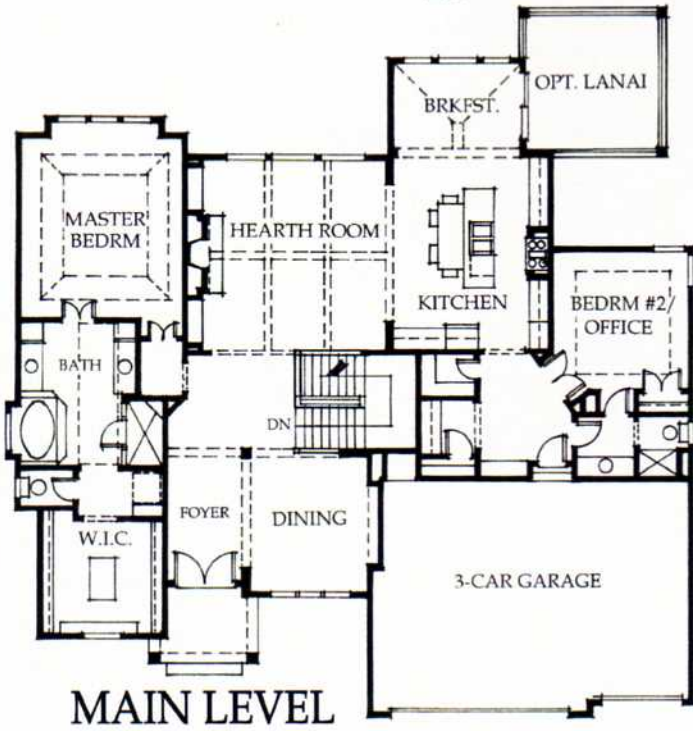 OPT. LANAI
BRKFST.
MASTER
BEDRM
HEARTH ROOM
KITCHEN
BEDRM #2/
OFFICE
BATH
DN
FOYER
DINING
W.I.C.
3-CAR GARAGE
MAIN LEVEL